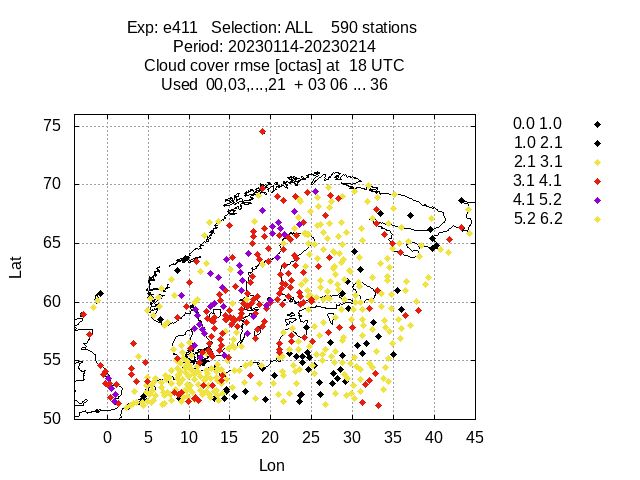 Exp: e411 Selection: ALL 590 stations
Period: 20230114-20230214
Cloud cover rmse [octas] at 18 UTC
Used 00,03,...,21 + 03 06 ... 36
75
70
65
60
55
50
Lat
0 5 10 15 20 25 30 35 40 45
Lon
0.0 1.0
1.0 2.1
2.1 3.1
3.1 4.1
4.1 5.2
5.2 6.2